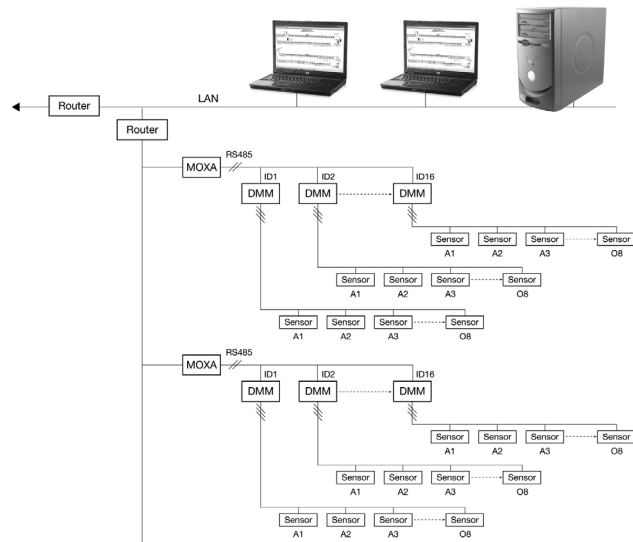 LAN
Router
Router
RS485
MOXA
ID1 ID2 ID16
DMM DMM DMM
Sensor Sensor Sensor Sensor
A1 A2 A3 O8
Sensor Sensor Sensor Sensor
A1 A2 A3 O8
Sensor Sensor Sensor Sensor
A1 A2 A3 O8
RS485
MOXA
ID1 ID2 ID16
DMM DMM DMM
Sensor Sensor Sensor Sensor
A1 A2 A3 O8
Sensor Sensor Sensor Sensor
A1 A2 A3 O8
Sensor Sensor Sensor Sensor
A1 A2 A3 O8